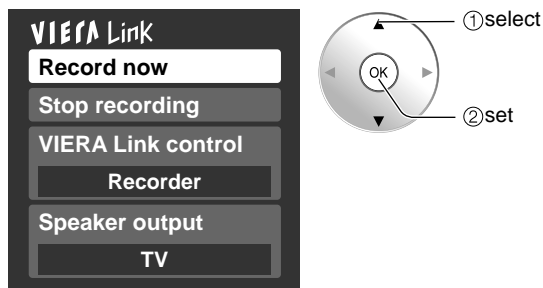 VIERA Link
Record now
Stop recording
VIERA Link control
Recorder
Speaker output
TV
①select
OK
②set